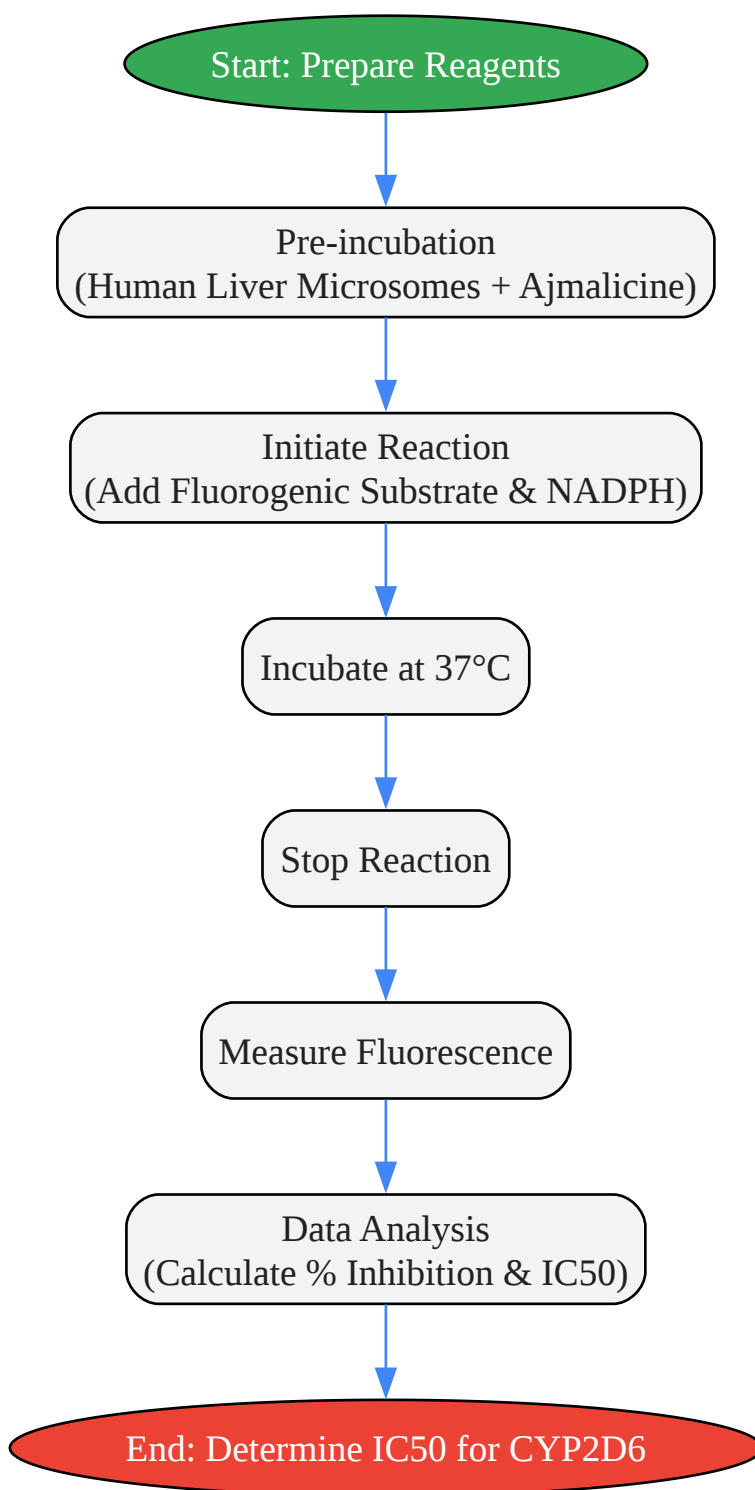 Start: Prepare Reagents
Pre-incubation
(Human Liver Microsomes + Ajmalicine)
Initiate Reaction
(Add Fluorogenic Substrate & NADPH)
Incubate at 37°C
Stop Reaction
Measure Fluorescence
Data Analysis
(Calculate % Inhibition & IC50)
End: Determine IC50 for CYP2D6